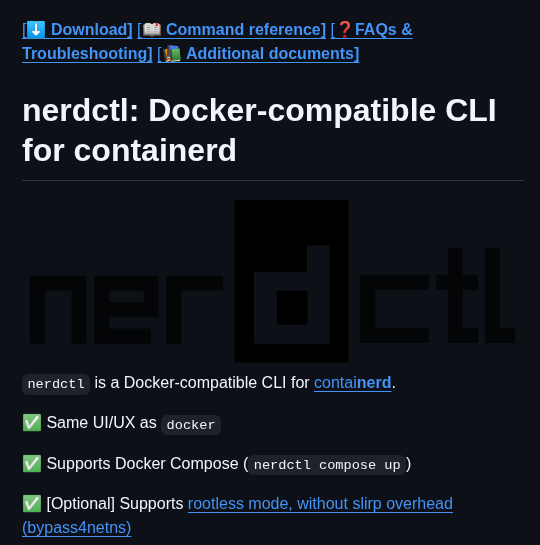 [⬇️ Download] [📖 Command reference] [❓FAQs &
Troubleshooting] [📚 Additional documents]
nerdctl: Docker-compatible CLI
for containerd
nerdctl
nerdctl is a Docker-compatible CLI for containerd.
✅ Same UI/UX as docker
✅ Supports Docker Compose (nerdctl compose up)
✅ [Optional] Supports rootless mode, without slirp overhead
(bypass4netns)